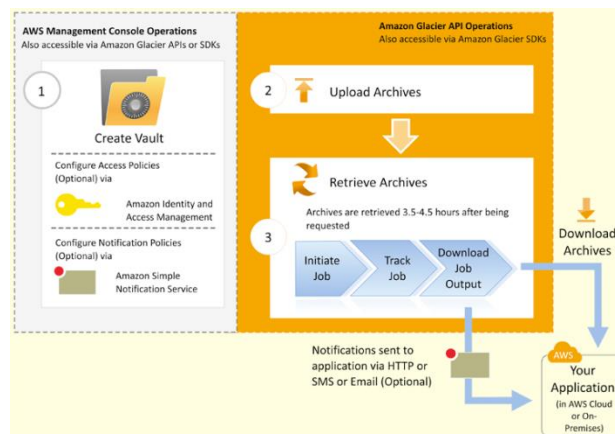 AWS Management Console Operations
Also accessible via Amazon Glacier APIs or SDKs
1
Create Vault
Configure Access Policies
(Optional) via
Amazon Identity and
Access Management
Configure Notification Policies
(Optional) via
Amazon Simple
Notification Service
Amazon Glacier API Operations
Also accessible via Amazon Glacier SDKs
2
Upload Archives
Retrieve Archives
Archives are retrieved 3.5-4.5 hours after being
requested
3
Initiate
Job
Track
Job
Download
Job
Output
Download
Archives
Notifications sent to
application via HTTP or
SMS or Email (Optional)
AWS
Your
Application
(in AWS Cloud
or On-
Premises)